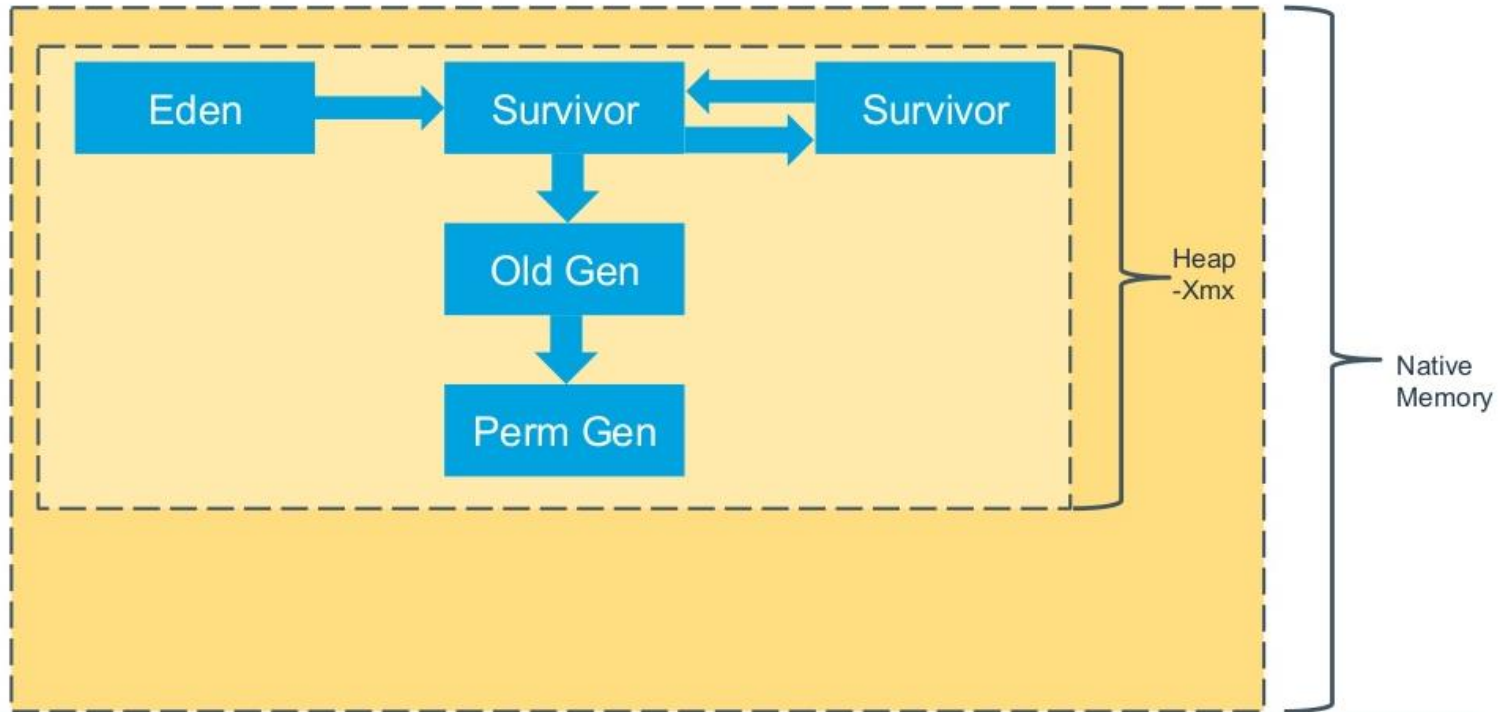 Eden
Survivor
Survivor
Old Gen
Perm Gen
Heap
-Xmx
Native
Memory